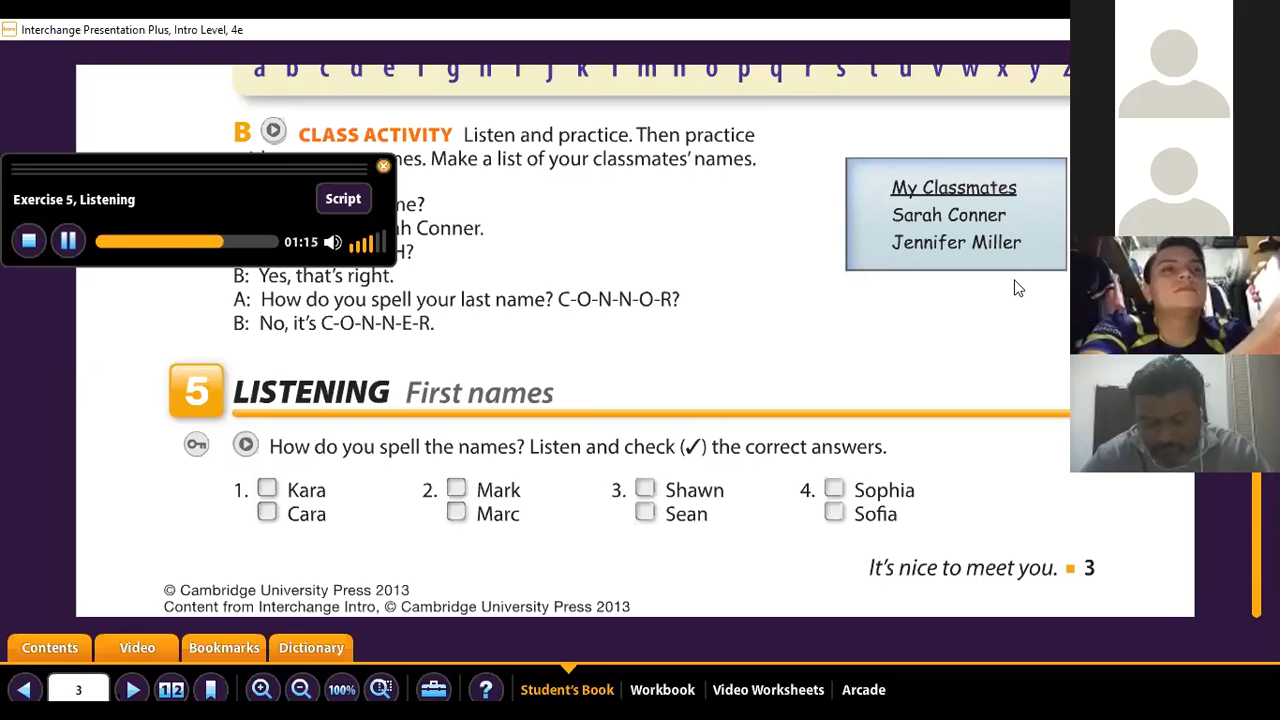 Interchange Presentation Plus, Intro Level, 4e
a b c d e f g h i j k l m n o p q r s t u v w x y z
B CLASS ACTIVITY Listen and practice. Then practice
names. Make a list of your classmates' names.
Exercise 5, Listening
Script
01:15
me?
ah Conner.
H?
B: Yes, that's right.
A: How do you spell your last name? C-O-N-N-O-R?
B: No, it's C-O-N-N-E-R.
My Classmates
Sarah Conner
Jennifer Miller
5 LISTENING First names
How do you spell the names? Listen and check (✓) the correct answers.
1. Kara 2. Mark 3. Shawn 4. Sophia
Cara Marc Sean Sofia
It's nice to meet you. ■ 3
© Cambridge University Press 2013
Content from Interchange Intro, © Cambridge University Press 2013
Contents Video Bookmarks Dictionary
3 12 100% ? Student's Book Workbook Video Worksheets Arcade